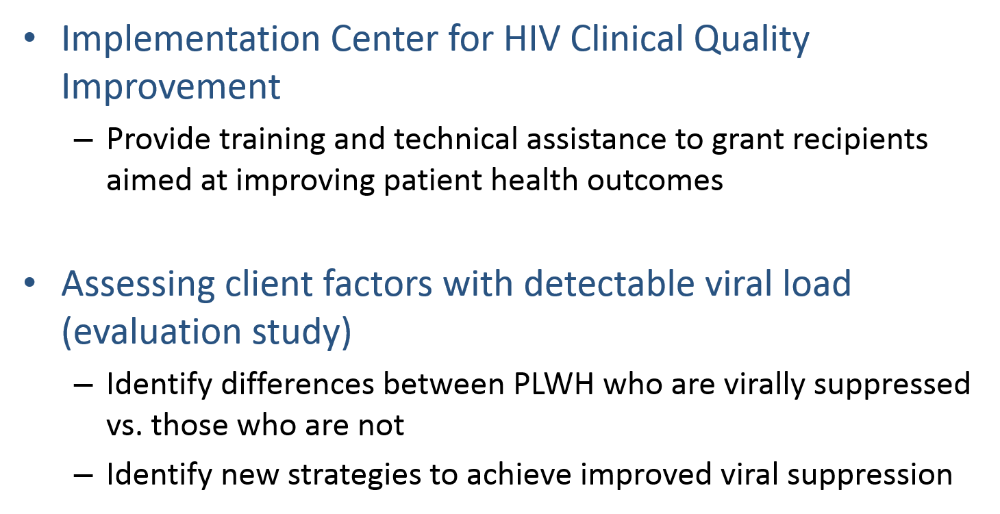 • Implementation Center for HIV Clinical Quality
Improvement
– Provide training and technical assistance to grant recipients
aimed at improving patient health outcomes
• Assessing client factors with detectable viral load
(evaluation study)
– Identify differences between PLWH who are virally suppressed
vs. those who are not
– Identify new strategies to achieve improved viral suppression